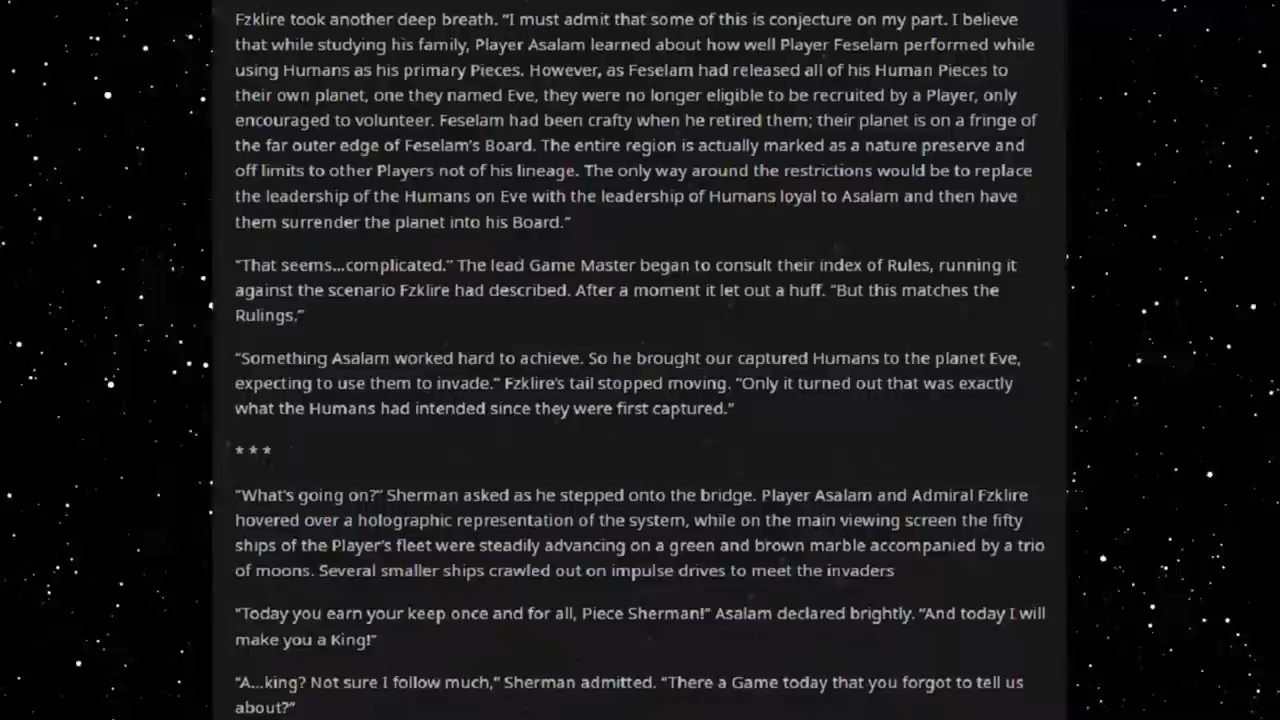 Fzklire took another deep breath. “I must admit that some of this is conjecture on my part. I believe
that while studying his family, Player Asalam learned about how well Player Feselam performed while
using Humans as his primary Pieces. However, as Feselam had released all of his Human Pieces to
their own planet, one they named Eve, they were no longer eligible to be recruited by a Player, only
encouraged to volunteer. Feselam had been crafty when he retired them; their planet is on a fringe of
the far outer edge of Feselam’s Board. The entire region is actually marked as a nature preserve and
off limits to other Players not of his lineage. The only way around the restrictions would be to replace
the leadership of the Humans on Eve with the leadership of Humans loyal to Asalam and then have
them surrender the planet into his Board.”
“That seems…complicated.” The lead Game Master began to consult their index of Rules, running it
against the scenario Fzklire had described. After a moment it let out a huff. “But this matches the
Rulings.”
“Something Asalam worked hard to achieve. So he brought our captured Humans to the planet Eve,
expecting to use them to invade.” Fzklire’s tail stopped moving. “Only it turned out that was exactly
what the Humans had intended since they were first captured.”
* * *
“What’s going on?” Sherman asked as he stepped onto the bridge. Player Asalam and Admiral Fzklire
hovered over a holographic representation of the system, while on the main viewing screen the fifty
ships of the Player’s fleet were steadily advancing on a green and brown marble accompanied by a trio
of moons. Several smaller ships crawled out on impulse drives to meet the invaders
“Today you earn your keep once and for all, Piece Sherman!” Asalam declared brightly. “And today I will
make you a King!”
“A…king? Not sure I follow much,” Sherman admitted. “There a Game today that you forgot to tell us
about?”